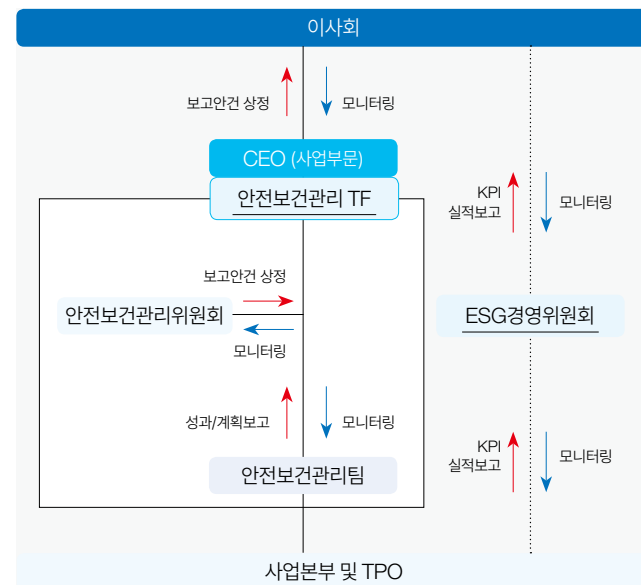 이사회
보고안건 상정
모니터링
CEO (사업부문)
안전보건관리 TF
KPI
실적보고
모니터링
보고안건 상정
안전보건관리위원회
모니터링
ESG경영위원회
성과/계획보고
모니터링
KPI
실적보고
모니터링
안전보건관리팀
사업본부 및 TPO